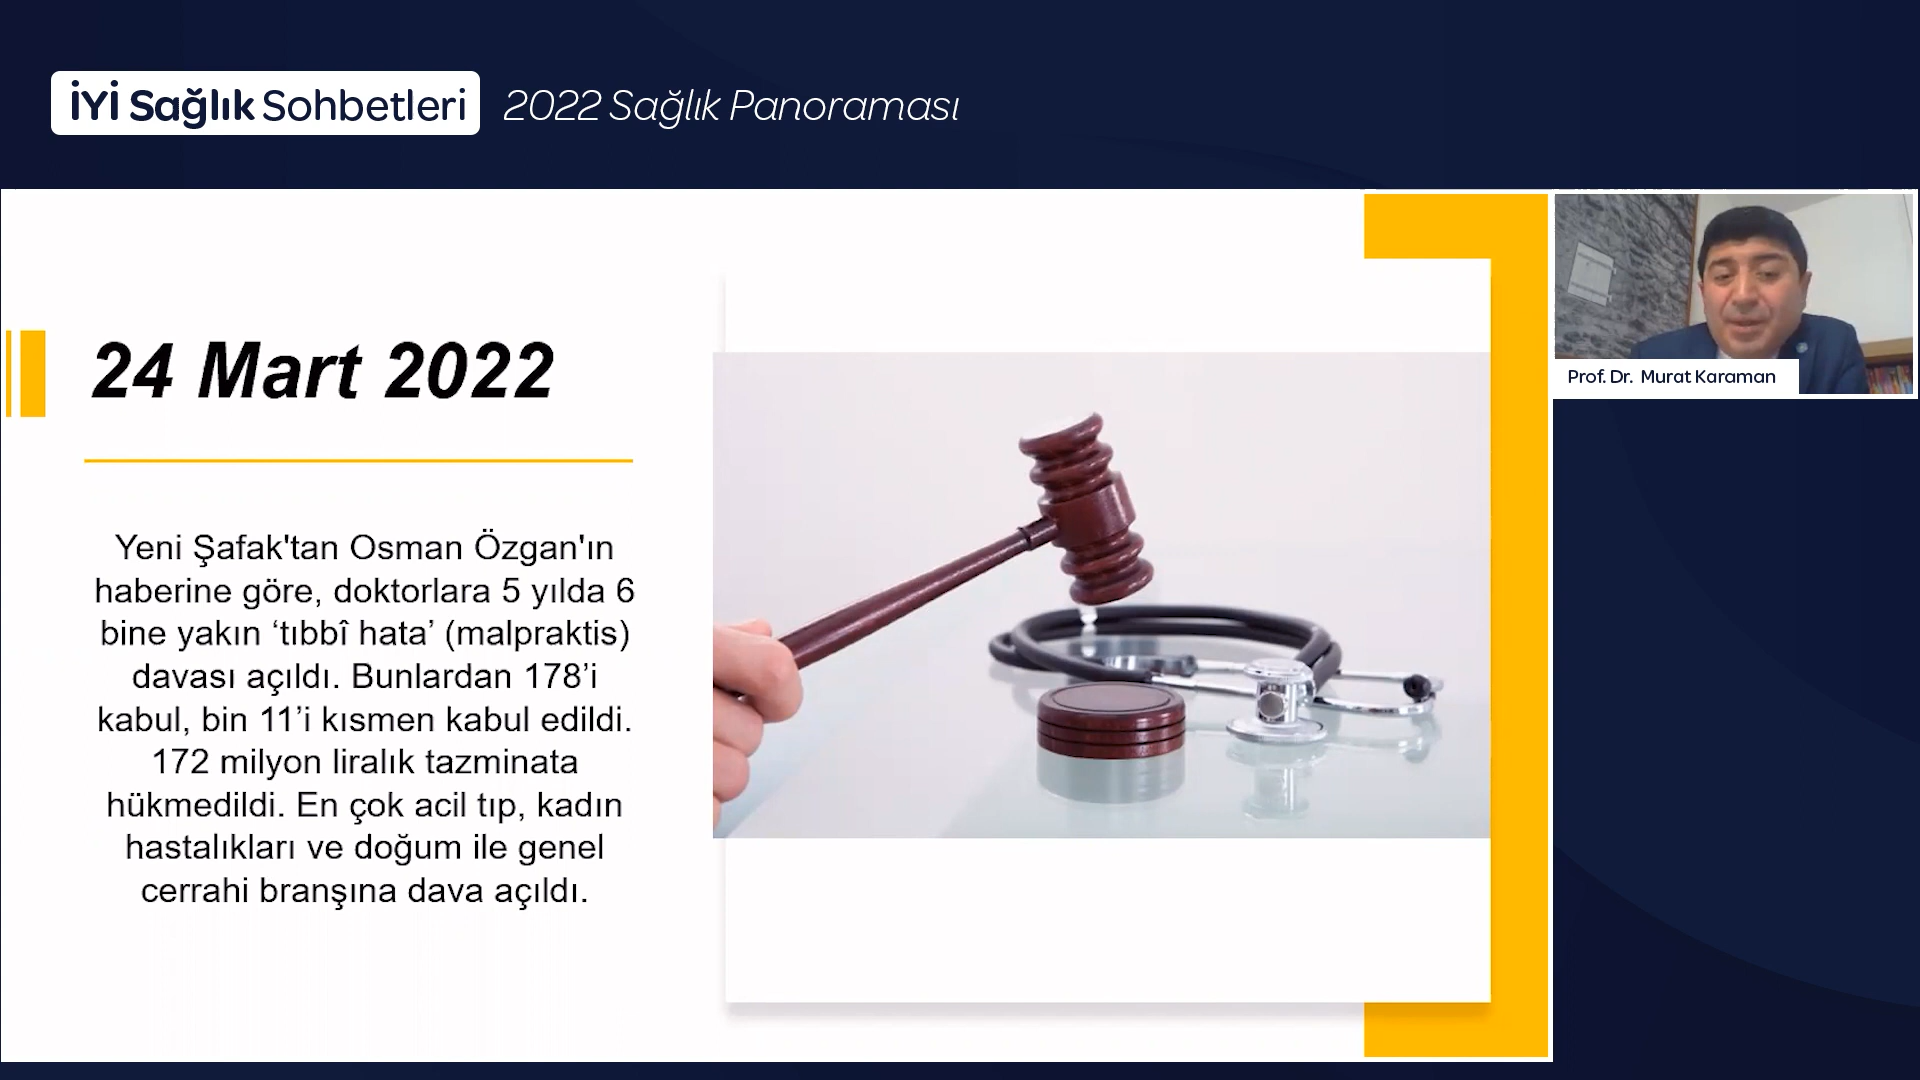 İYİ Sağlık Sohbetleri 2022 Sağlık Panoraması
24 Mart 2022
Yeni Şafak'tan Osman Özgan'ın
haberine göre, doktorlara 5 yılda 6
bine yakın ‘tıbbî hata’ (malpraktis)
davası açıldı. Bunlardan 178’i
kabul, bin 11’i kısmen kabul edildi.
172 milyon liralık tazminata
hükmedildi. En çok acil tıp, kadın
hastalıkları ve doğum ile genel
cerrahi branşına dava açıldı.
Prof. Dr. Murat Karaman